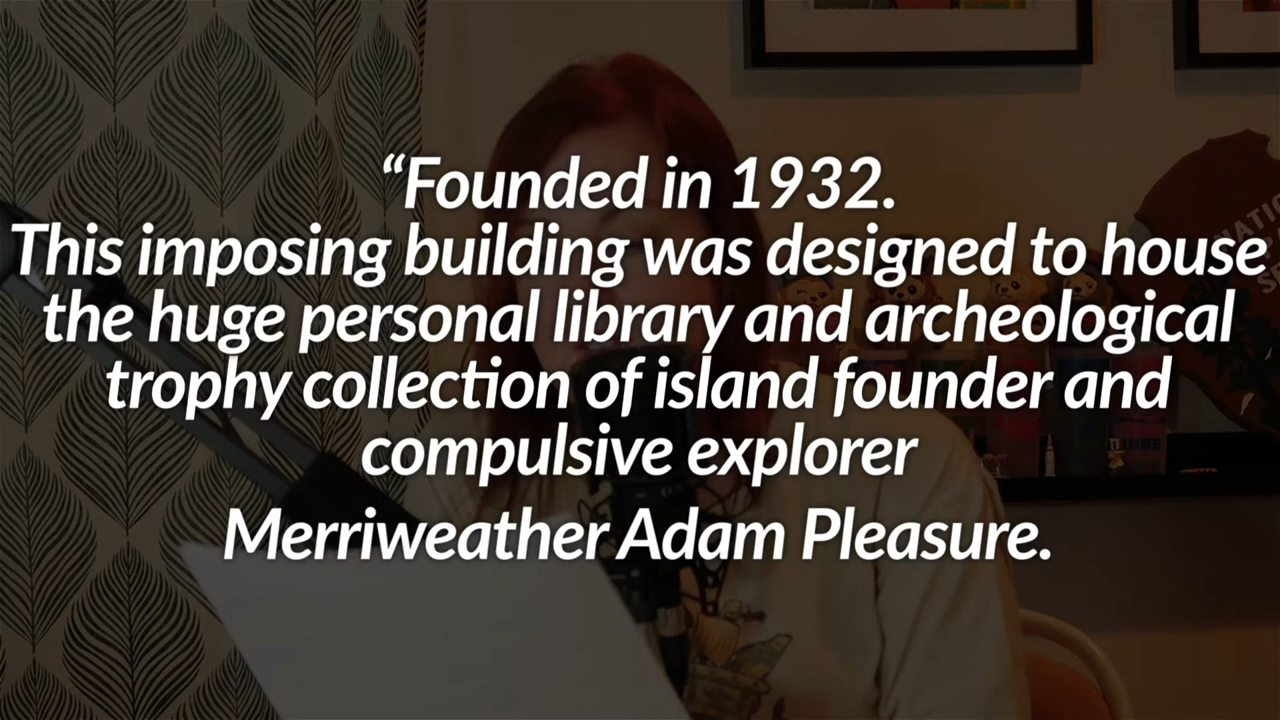 “Founded in 1932.
This imposing building was designed to house
the huge personal library and archeological
trophy collection of island founder and
compulsive explorer
Merriweather Adam Pleasure.